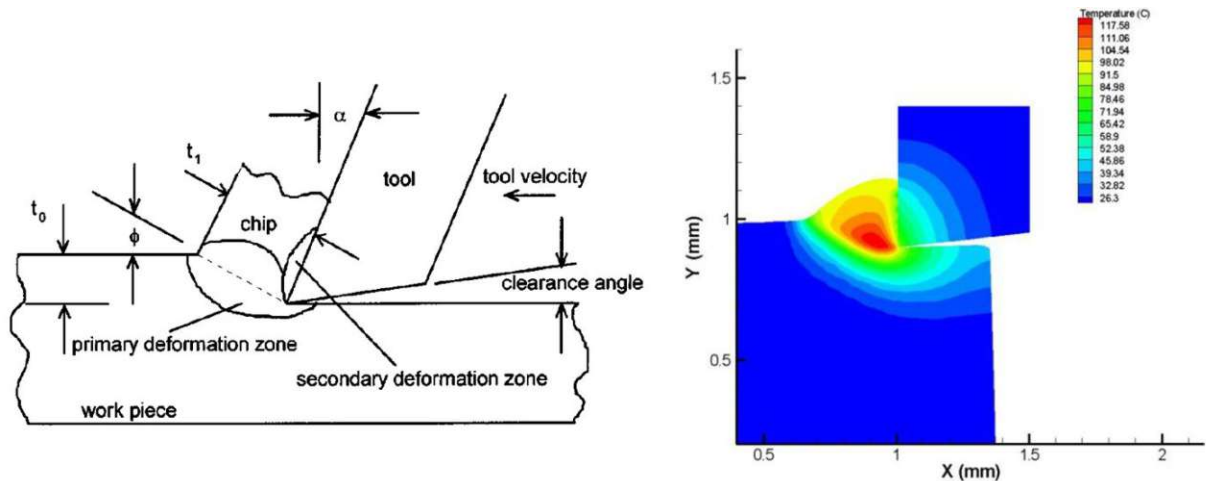 α
t1
tool
tool velocity
t0
chip
ϕ
clearance angle
primary deformation zone
secondary deformation zone
work piece
Temperature (C)
117.58
111.06
104.54
98.02
91.5
84.98
78.46
71.94
65.42
58.9
52.38
45.86
39.34
32.82
26.3
1.5
1
0.5
Y (mm)
0.5
1
1.5
2
X (mm)